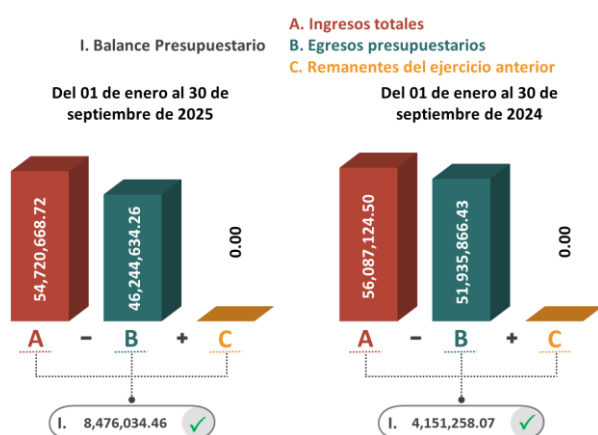 A. Ingresos totales
I. Balance Presupuestario
B. Egresos presupuestarios
C. Remanentes del ejercicio anterior
Del 01 de enero al 30 de
septiembre de 2025
Del 01 de enero al 30 de
septiembre de 2024
54,720,668.72
46,244,634.26
0.00
56,087,124.50
51,935,866.43
0.00
A – B + C
A – B + C
I. 8,476,034.46
I. 4,151,258.07